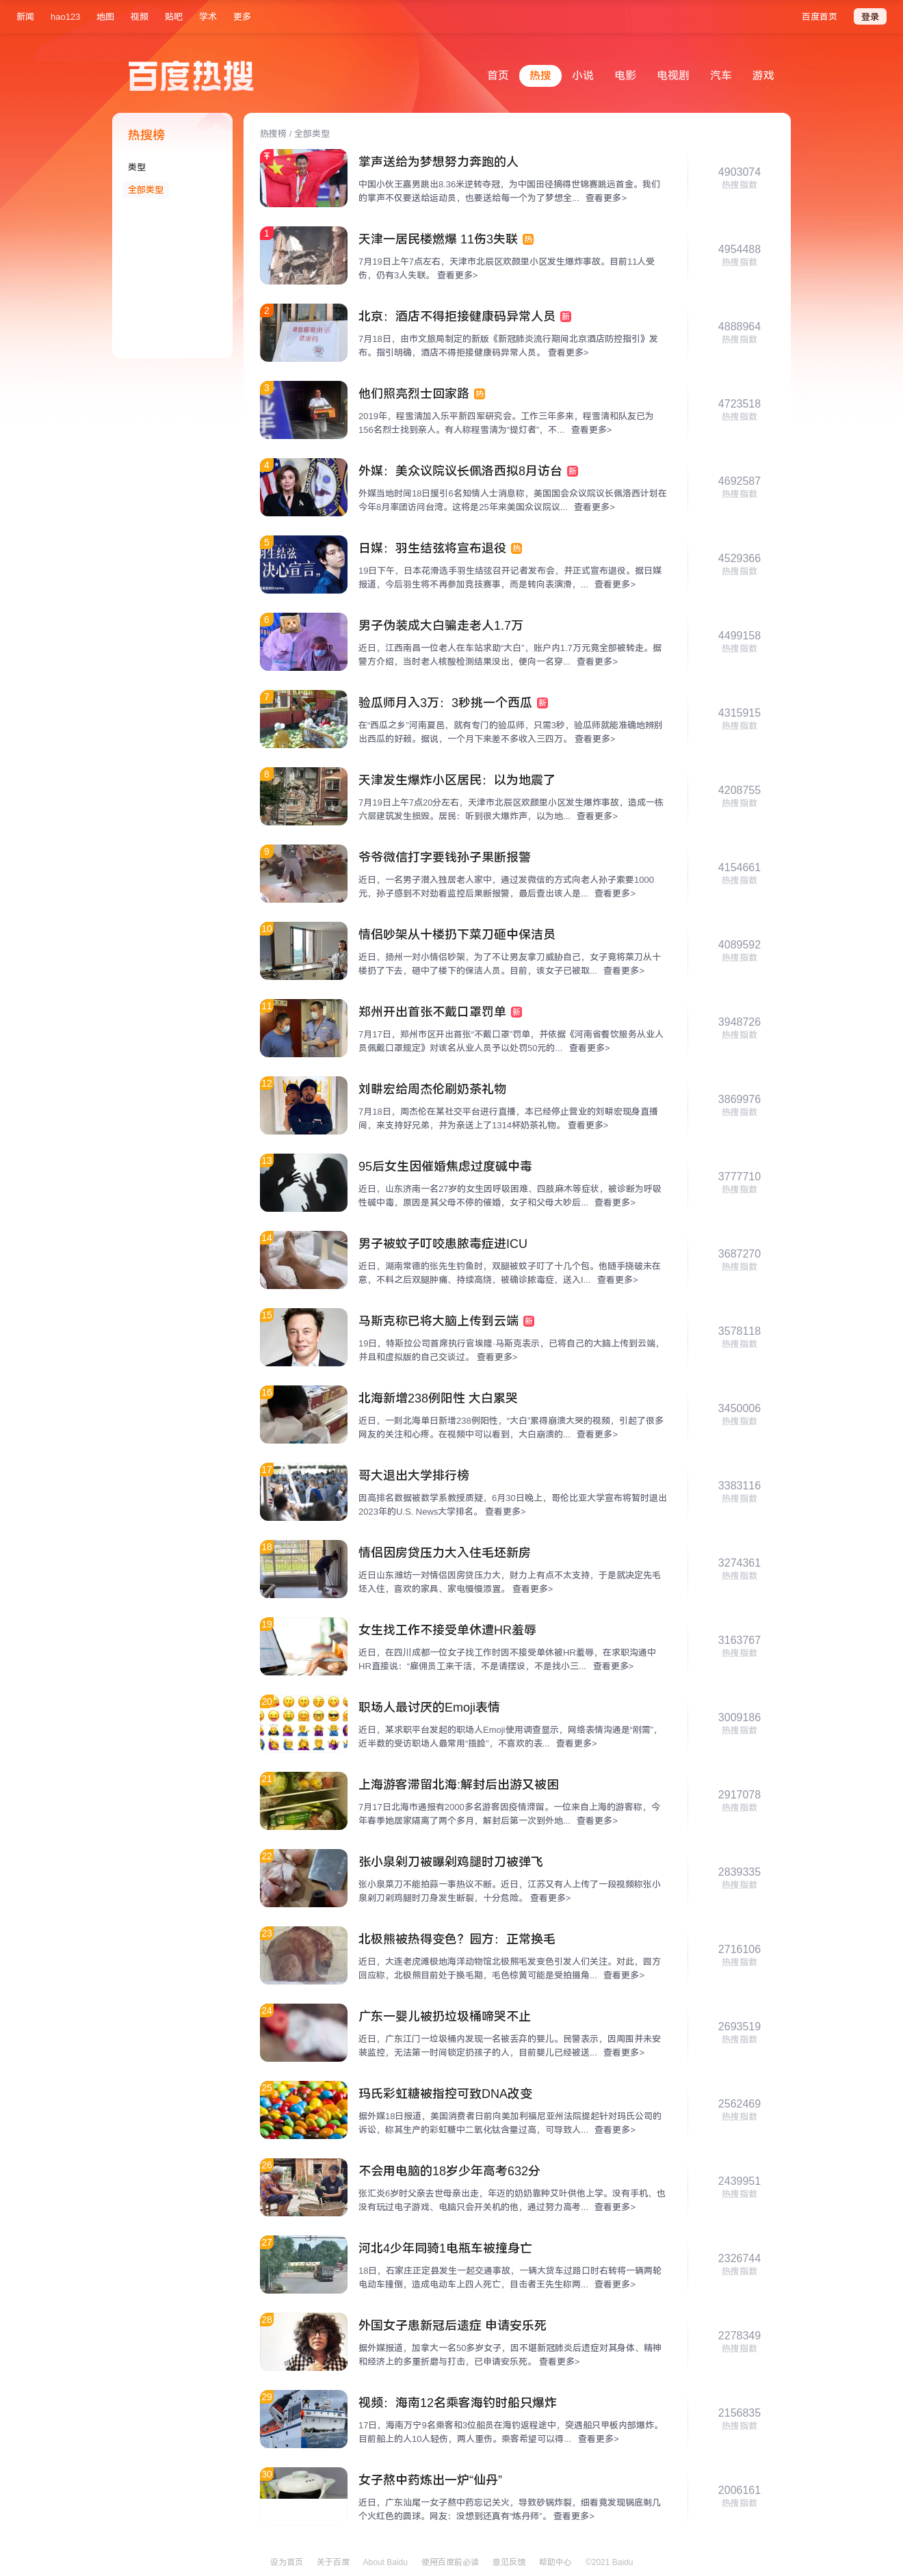 新闻 hao123 地图 视频 贴吧 学术 更多 百度首页 登录
百度热搜
首页 热搜 小说 电影 电视剧 汽车 游戏
热搜榜
类型
全部类型
热搜榜 / 全部类型
掌声送给为梦想努力奔跑的人
中国小伙王嘉男跳出8.36米逆转夺冠，为中国田径摘得世锦赛跳远首金。我们
的掌声不仅要送给运动员，也要送给每一个为了梦想全... 查看更多>
4903074
热搜指数
1
天津一居民楼燃爆 11伤3失联 热
7月19日上午7点左右，天津市北辰区欢颜里小区发生爆炸事故。目前11人受
伤，仍有3人失联。 查看更多>
4954488
热搜指数
2
北京：酒店不得拒接健康码异常人员 新
7月18日，由市文旅局制定的新版《新冠肺炎流行期间北京酒店防控指引》发
布。指引明确，酒店不得拒接健康码异常人员。 查看更多>
4888964
热搜指数
3
他们照亮烈士回家路 热
2019年，程雪清加入乐平新四军研究会。工作三年多来，程雪清和队友已为
156名烈士找到亲人。有人称程雪清为“提灯者”，不... 查看更多>
4723518
热搜指数
4
外媒：美众议院议长佩洛西拟8月访台 新
外媒当地时间18日援引6名知情人士消息称，美国国会众议院议长佩洛西计划在
今年8月率团访问台湾。这将是25年来美国众议院议... 查看更多>
4692587
热搜指数
5
日媒：羽生结弦将宣布退役 热
19日下午，日本花滑选手羽生结弦召开记者发布会，并正式宣布退役。据日媒
报道，今后羽生将不再参加竞技赛事，而是转向表演滑，... 查看更多>
4529366
热搜指数
6
男子伪装成大白骗走老人1.7万
近日，江西南昌一位老人在车站求助“大白”，账户内1.7万元竟全部被转走。据
警方介绍，当时老人核酸检测结果没出，便向一名穿... 查看更多>
4499158
热搜指数
7
验瓜师月入3万：3秒挑一个西瓜 新
在“西瓜之乡”河南夏邑，就有专门的验瓜师，只需3秒，验瓜师就能准确地辨别
出西瓜的好赖。据说，一个月下来差不多收入三四万。 查看更多>
4315915
热搜指数
8
天津发生爆炸小区居民：以为地震了
7月19日上午7点20分左右，天津市北辰区欢颜里小区发生爆炸事故，造成一栋
六层建筑发生损毁。居民：听到很大爆炸声，以为地... 查看更多>
4208755
热搜指数
9
爷爷微信打字要钱孙子果断报警
近日，一名男子潜入独居老人家中，通过发微信的方式向老人孙子索要1000
元，孙子感到不对劲看监控后果断报警，最后查出该人是... 查看更多>
4154661
热搜指数
10
情侣吵架从十楼扔下菜刀砸中保洁员
近日，扬州一对小情侣吵架，为了不让男友拿刀威胁自己，女子竟将菜刀从十
楼扔了下去，砸中了楼下的保洁人员。目前，该女子已被取... 查看更多>
4089592
热搜指数
11
郑州开出首张不戴口罩罚单 新
7月17日，郑州市区开出首张“不戴口罩”罚单，并依据《河南省餐饮服务从业人
员佩戴口罩规定》对该名从业人员予以处罚50元的... 查看更多>
3948726
热搜指数
12
刘畊宏给周杰伦刷奶茶礼物
7月18日，周杰伦在某社交平台进行直播，本已经停止营业的刘畊宏现身直播
间，来支持好兄弟，并为亲送上了1314杯奶茶礼物。 查看更多>
3869976
热搜指数
13
95后女生因催婚焦虑过度碱中毒
近日，山东济南一名27岁的女生因呼吸困难、四肢麻木等症状，被诊断为呼吸
性碱中毒，原因是其父母不停的催婚，女子和父母大吵后... 查看更多>
3777710
热搜指数
14
男子被蚊子叮咬患脓毒症进ICU
近日，湖南常德的张先生钓鱼时，双腿被蚊子叮了十几个包。他随手挠破未在
意，不料之后双腿肿痛、持续高烧，被确诊脓毒症，送入I... 查看更多>
3687270
热搜指数
15
马斯克称已将大脑上传到云端 新
19日，特斯拉公司首席执行官埃隆·马斯克表示，已将自己的大脑上传到云端，
并且和虚拟版的自己交谈过。 查看更多>
3578118
热搜指数
16
北海新增238例阳性 大白累哭
近日，一则北海单日新增238例阳性，“大白”累得崩溃大哭的视频，引起了很多
网友的关注和心疼。在视频中可以看到，大白崩溃的... 查看更多>
3450006
热搜指数
17
哥大退出大学排行榜
因高排名数据被数学系教授质疑，6月30日晚上，哥伦比亚大学宣布将暂时退出
2023年的U.S. News大学排名。 查看更多>
3383116
热搜指数
18
情侣因房贷压力大入住毛坯新房
近日山东潍坊一对情侣因房贷压力大，财力上有点不太支持，于是就决定先毛
坯入住，喜欢的家具、家电慢慢添置。 查看更多>
3274361
热搜指数
19
女生找工作不接受单休遭HR羞辱
近日，在四川成都一位女子找工作时因不接受单休被HR羞辱，在求职沟通中
HR直接说：“雇佣员工来干活，不是请摆设，不是找小三... 查看更多>
3163767
热搜指数
20
职场人最讨厌的Emoji表情
近日，某求职平台发起的职场人Emoji使用调查显示，网络表情沟通是“刚需”，
近半数的受访职场人最常用“捂脸”，不喜欢的表... 查看更多>
3009186
热搜指数
21
上海游客滞留北海:解封后出游又被困
7月17日北海市通报有2000多名游客因疫情滞留。一位来自上海的游客称，今
年春季她居家隔离了两个多月，解封后第一次到外地... 查看更多>
2917078
热搜指数
22
张小泉剁刀被曝剁鸡腿时刀被弹飞
张小泉菜刀不能拍蒜一事热议不断。近日，江苏又有人上传了一段视频称张小
泉剁刀剁鸡腿时刀身发生断裂，十分危险。 查看更多>
2839335
热搜指数
23
北极熊被热得变色？园方：正常换毛
近日，大连老虎滩极地海洋动物馆北极熊毛发变色引发人们关注。对此，园方
回应称，北极熊目前处于换毛期，毛色棕黄可能是受拍摄角... 查看更多>
2716106
热搜指数
24
广东一婴儿被扔垃圾桶啼哭不止
近日，广东江门一垃圾桶内发现一名被丢弃的婴儿。民警表示，因周围并未安
装监控，无法第一时间锁定扔孩子的人，目前婴儿已经被送... 查看更多>
2693519
热搜指数
25
玛氏彩虹糖被指控可致DNA改变
据外媒18日报道，美国消费者日前向美加利福尼亚州法院提起针对玛氏公司的
诉讼，称其生产的彩虹糖中二氧化钛含量过高，可导致人... 查看更多>
2562469
热搜指数
26
不会用电脑的18岁少年高考632分
张汇炎6岁时父亲去世母亲出走，年迈的奶奶靠种艾叶供他上学。没有手机、也
没有玩过电子游戏、电脑只会开关机的他，通过努力高考... 查看更多>
2439951
热搜指数
27
河北4少年同骑1电瓶车被撞身亡
18日，石家庄正定县发生一起交通事故，一辆大货车过路口时右转将一辆两轮
电动车撞倒，造成电动车上四人死亡，目击者王先生称两... 查看更多>
2326744
热搜指数
28
外国女子患新冠后遗症 申请安乐死
据外媒报道，加拿大一名50多岁女子，因不堪新冠肺炎后遗症对其身体、精神
和经济上的多重折磨与打击，已申请安乐死。 查看更多>
2278349
热搜指数
29
视频：海南12名乘客海钓时船只爆炸
17日，海南万宁9名乘客和3位船员在海钓返程途中，突遇船只甲板内部爆炸。
目前船上的人10人轻伤，两人重伤。乘客希望可以得... 查看更多>
2156835
热搜指数
30
女子熬中药炼出一炉“仙丹”
近日，广东汕尾一女子熬中药忘记关火，导致砂锅炸裂，细看竟发现锅底剩几
个火红色的圆球。网友：没想到还真有“炼丹师”。 查看更多>
2006161
热搜指数
设为首页 关于百度 About Baidu 使用百度前必读 意见反馈 帮助中心 ©2021 Baidu